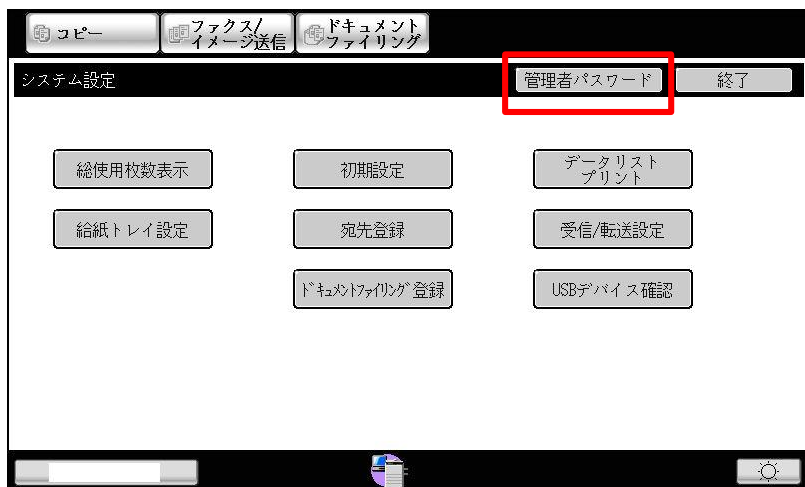 コピー
ファクス/
イメージ送信
ドキュメント
ファイリング
システム設定
管理者パスワード
終了
総使用枚数表示
初期設定
データリスト
プリント
給紙トレイ設定
宛先登録
受信/転送設定
ﾄﾞｷｭﾒﾝﾄﾌｧｲﾘﾝｸﾞ登録
USBデバイス確認